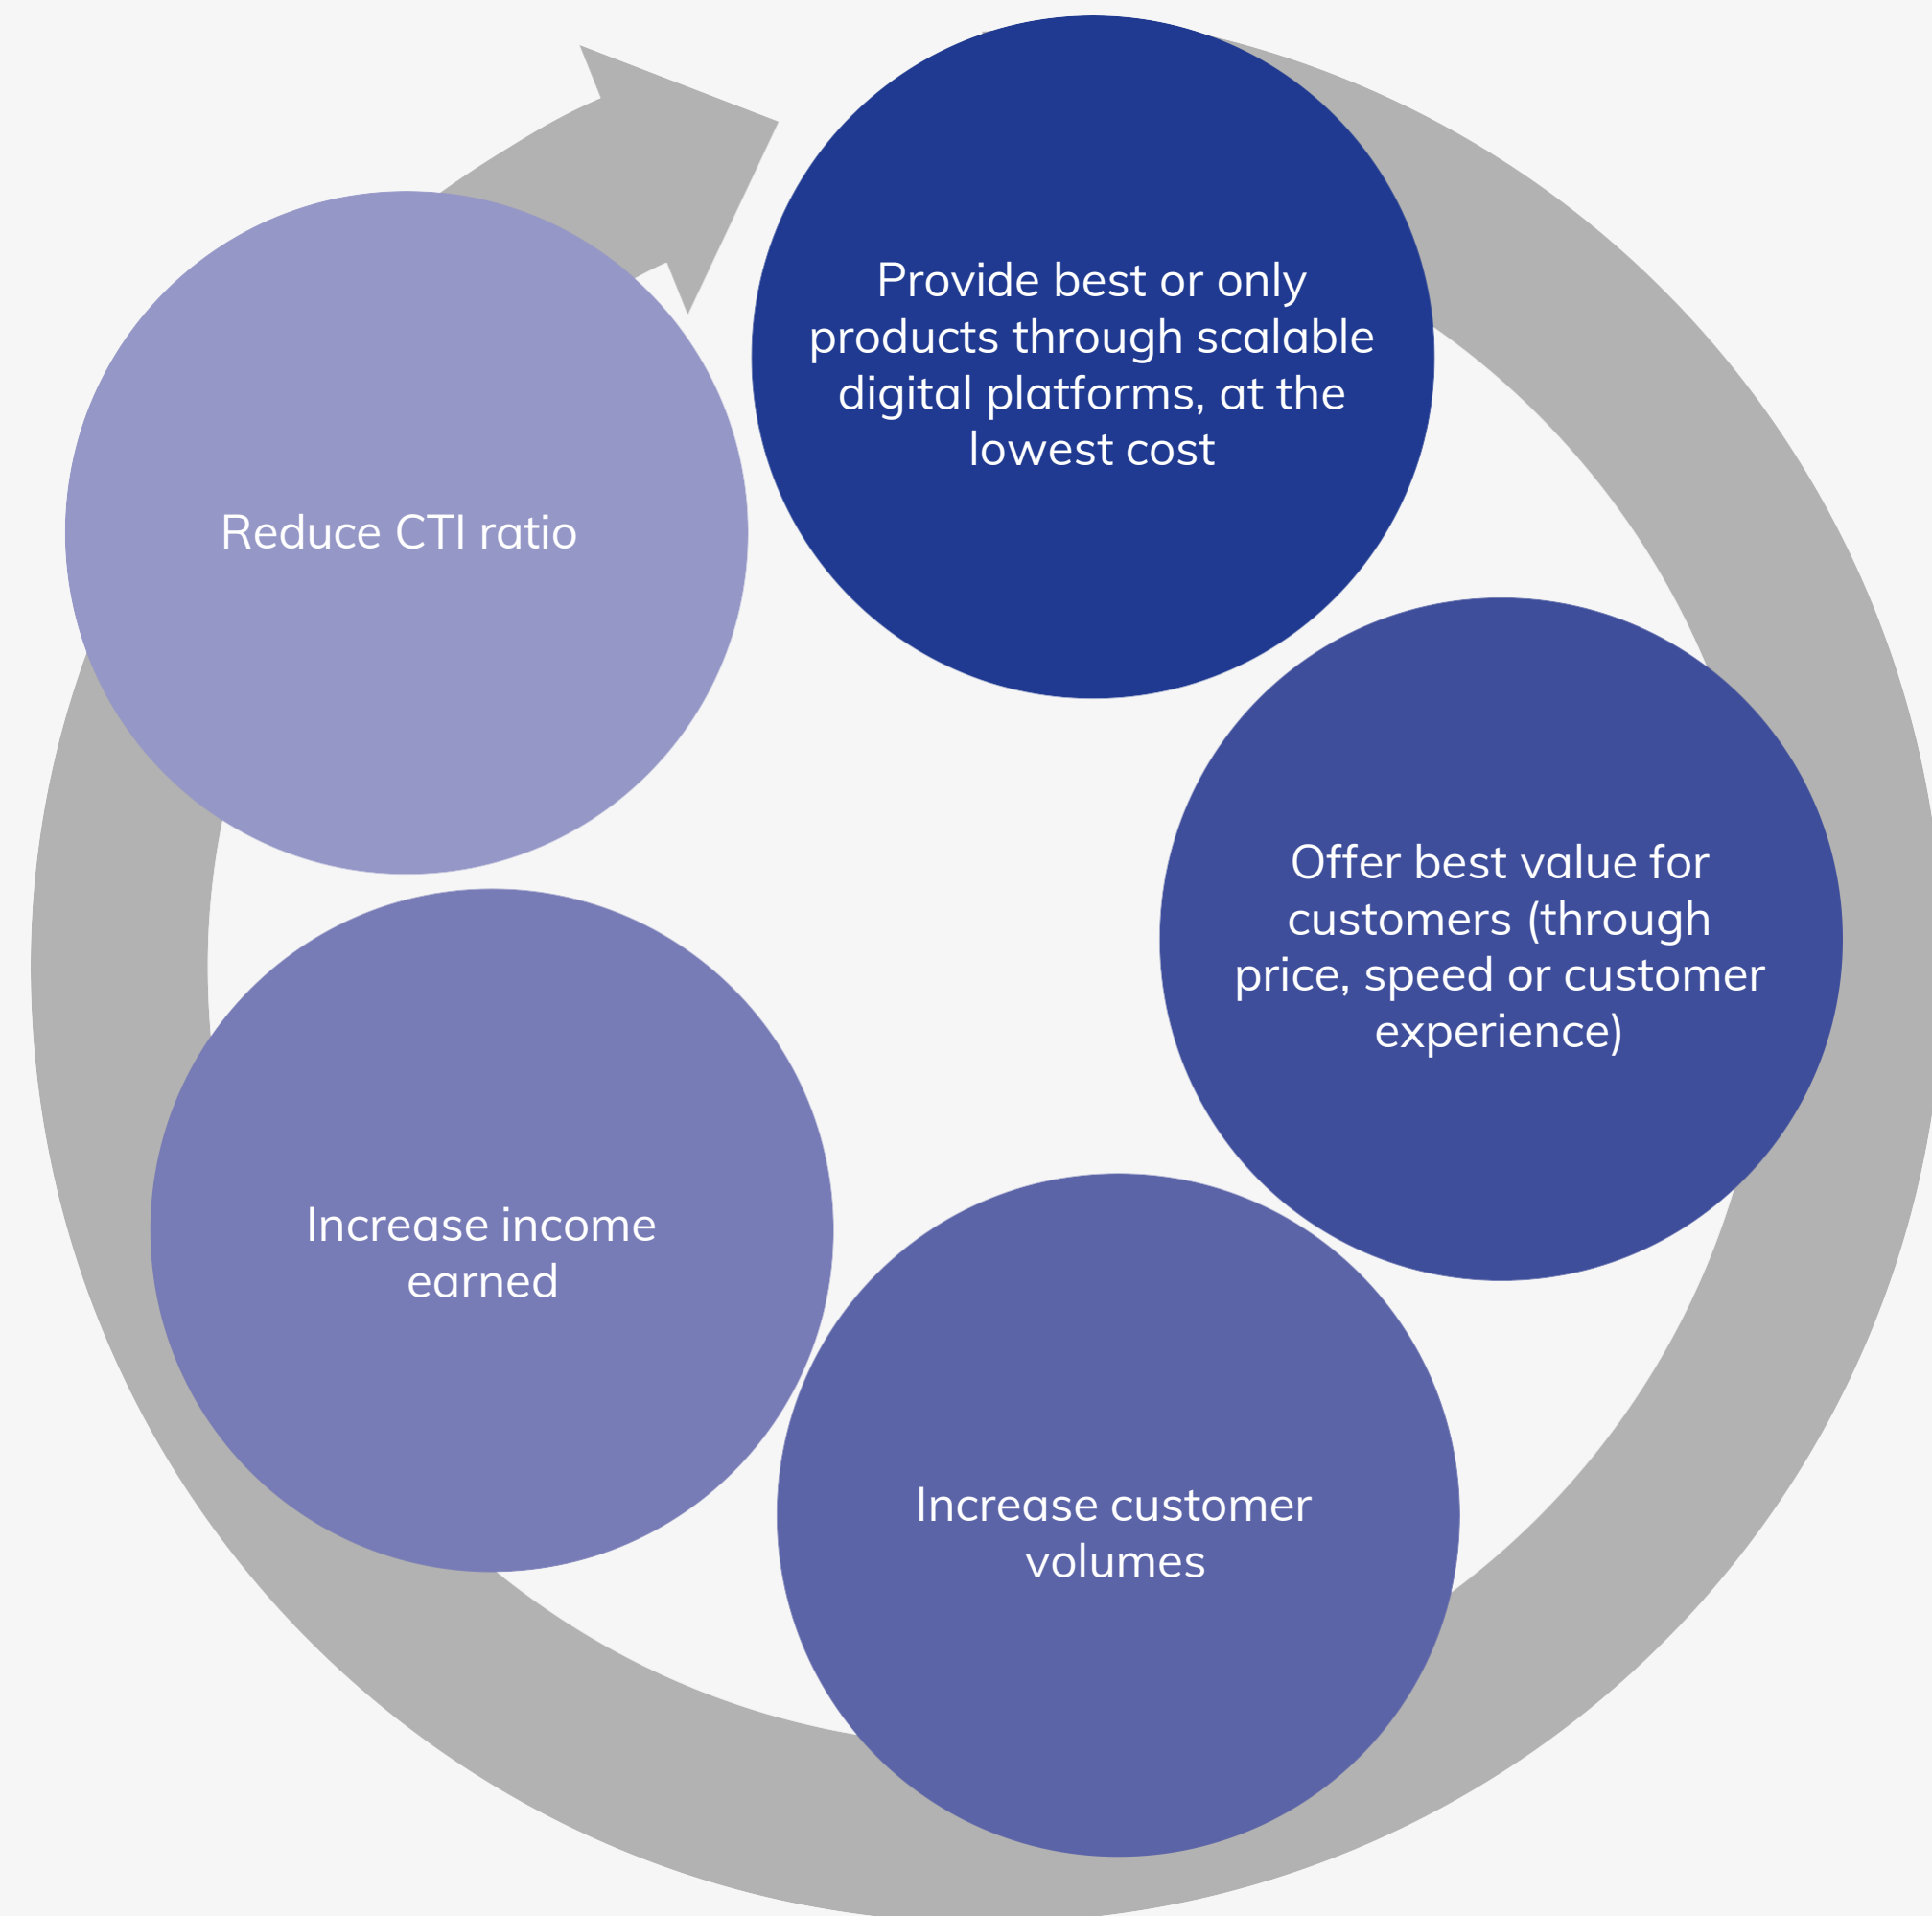 Provide best or only
products through scalable
digital platforms, at the
lowest cost
Offer best value for
customers (through
price, speed or customer
experience)
Increase customer
volumes
Increase income
earned
Reduce CTI ratio